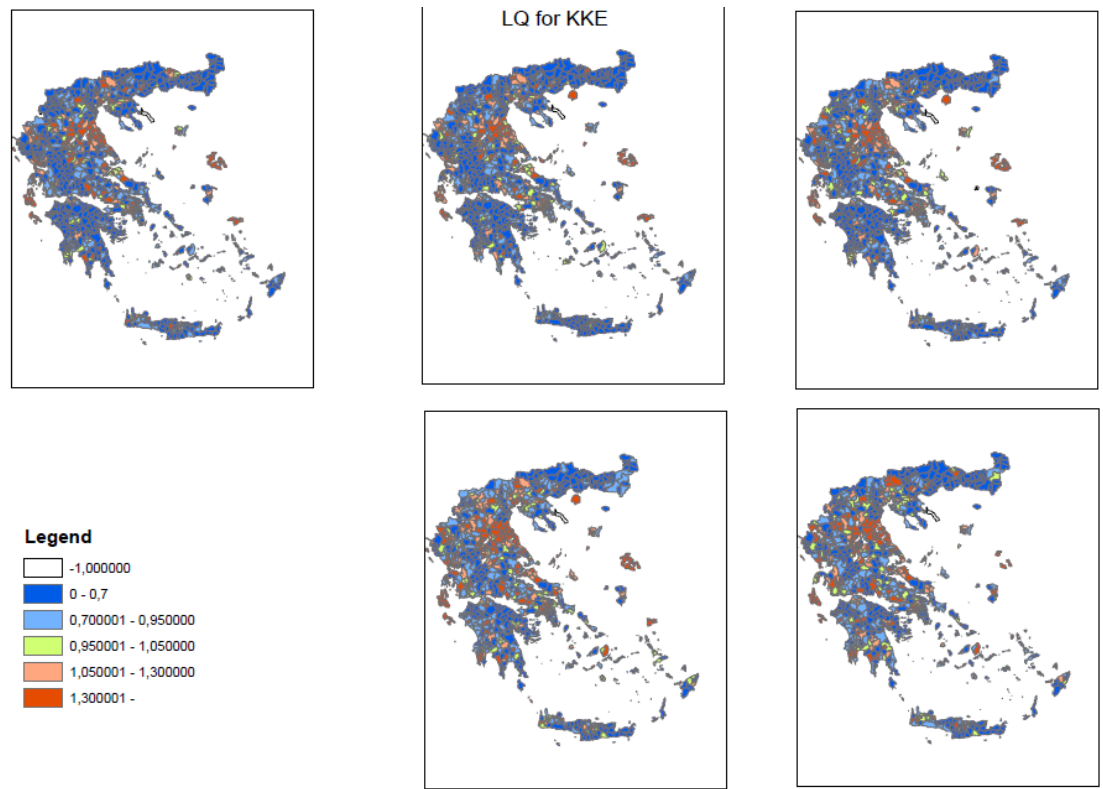 LQ for KKE
Legend
-1,000000
0 - 0,7
0,700001 - 0,950000
0,950001 - 1,050000
1,050001 - 1,300000
1,300001 -